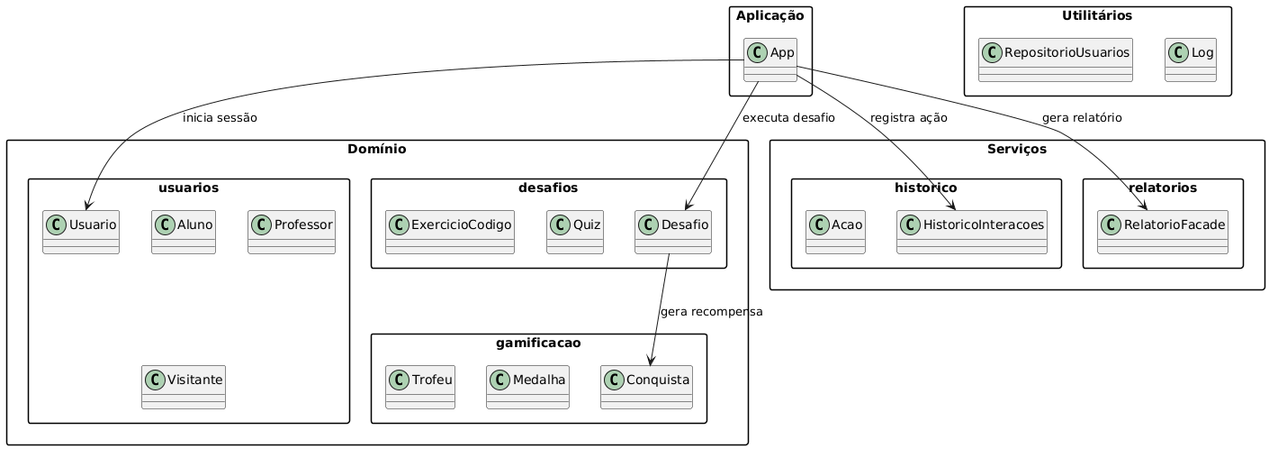 Aplicação
C App
Utilitários
C RepositorioUsuarios
C Log
inicia sessão
executa desafio
registra ação
gera relatório
Domínio
usuarios
C Usuario
C Aluno
C Professor
C Visitante
desafios
C ExercicioCodigo
C Quiz
C Desafio
gera recompensa
gamificacao
C Trofeu
C Medalha
C Conquista
Serviços
historico
C Acao
C HistoricoInteracoes
relatorios
C RelatorioFacade